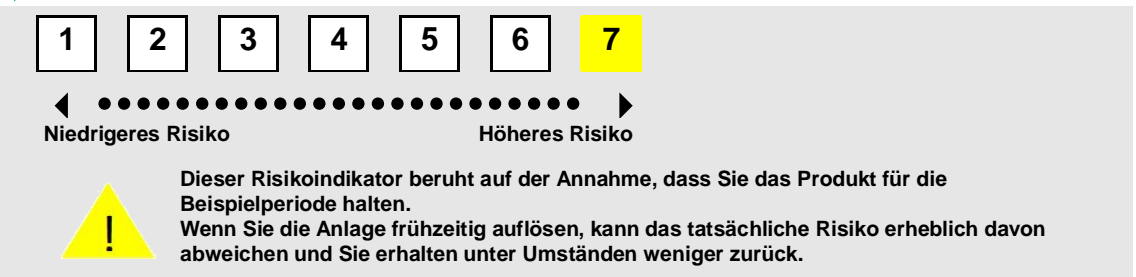 1 2 3 4 5 6 7
Niedrigeres Risiko Höheres Risiko
Dieser Risikoindikator beruht auf der Annahme, dass Sie das Produkt für die
Beispielperiode halten.
Wenn Sie die Anlage frühzeitig auflösen, kann das tatsächliche Risiko erheblich davon
abweichen und Sie erhalten unter Umständen weniger zurück.
!